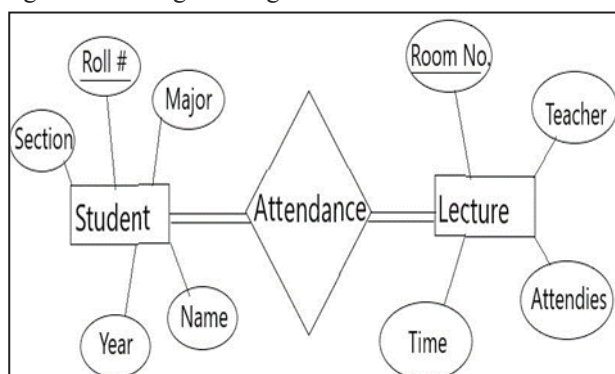 Roll #
Room No.
Major
Teacher
Section
Student
Attendance
Lecture
Name
Attendies
Year
Time